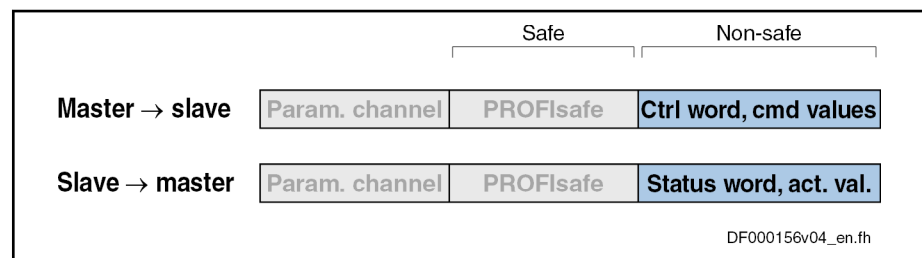 Safe Non-safe
Master → slave Param. channel PROFIsafe Ctrl word, cmd values
Slave → master Param. channel PROFIsafe Status word, act. val.
DF000156v04_en.fh